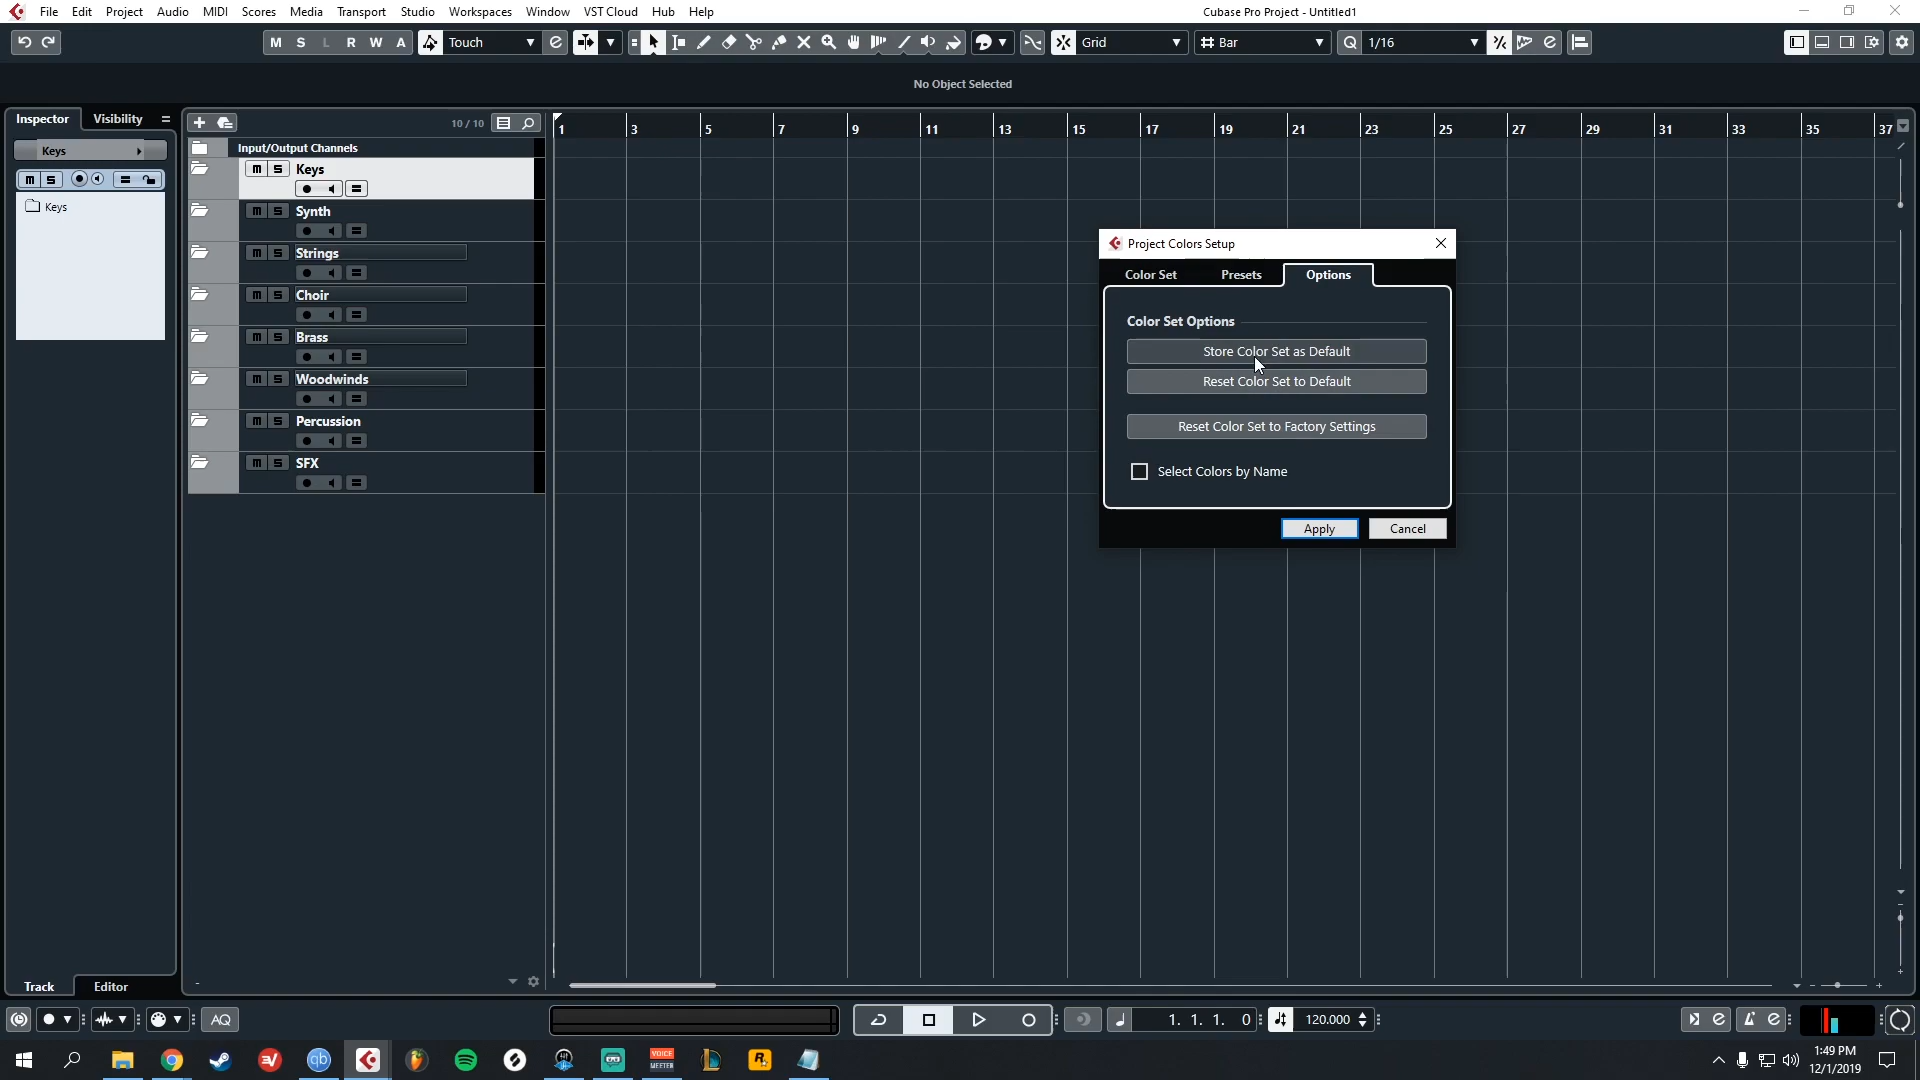 File Edit Project Audio MIDI Scores Media Transport Studio Workspaces Window VST Cloud Hub Help
Cubase Pro Project - Untitled1
M S L R W A Touch Grid Bar Q 1/16
No Object Selected
Inspector Visibility
10 / 10
1 3 5 7 9 11 13 15 17 19 21 23 25 27 29 31 33 35 37
Input/Output Channels
Keys
m s Keys
m s
Keys
m s Synth
m s Strings
m s Choir
m s Brass
m s Woodwinds
m s Percussion
m s SFX
Project Colors Setup
Color Set Presets Options
Color Set Options
Store Color Set as Default
Reset Color Set to Default
Reset Color Set to Factory Settings
Select Colors by Name
Apply Cancel
Track Editor
AQ
1. 1. 1. 0
120.000
qb
VOICE
MEETER
R
1:49 PM
12/1/2019